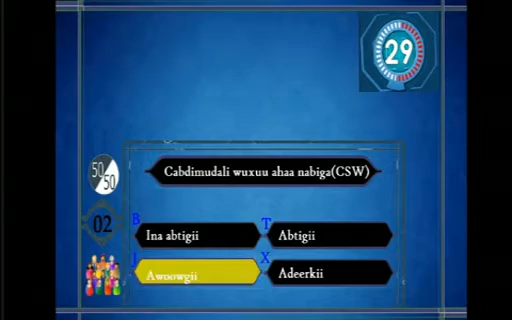 29
50
50
Cabdimudali wuxuu ahaa nabiga(CSW)
02
B
Ina abtigii
T
Abtigii
J
Awoowgii
X
Adeerkii